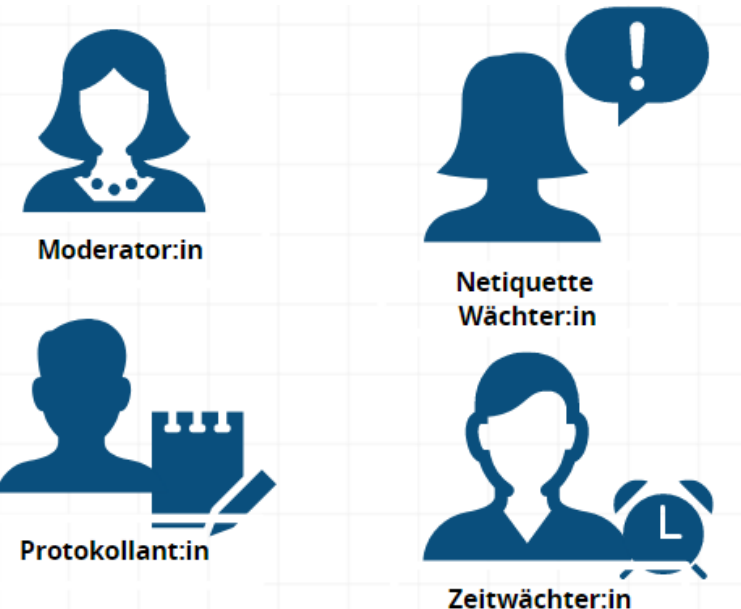 Moderator:in
Netiquette
Wächter:in
Protokollant:in
Zeitwächter:in